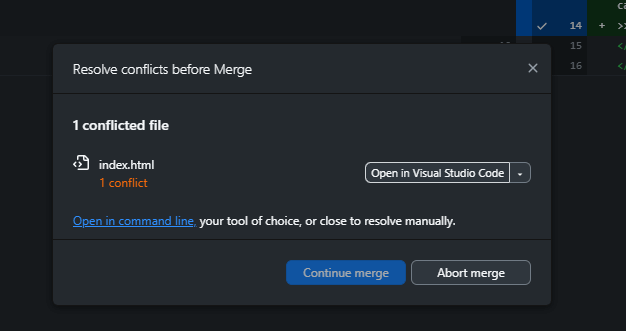 ca
14 + >
Resolve conflicts before Merge
15 </
16 </
1 conflicted file
index.html
1 conflict
Open in Visual Studio Code
Open in command line, your tool of choice, or close to resolve manually.
Continue merge
Abort merge